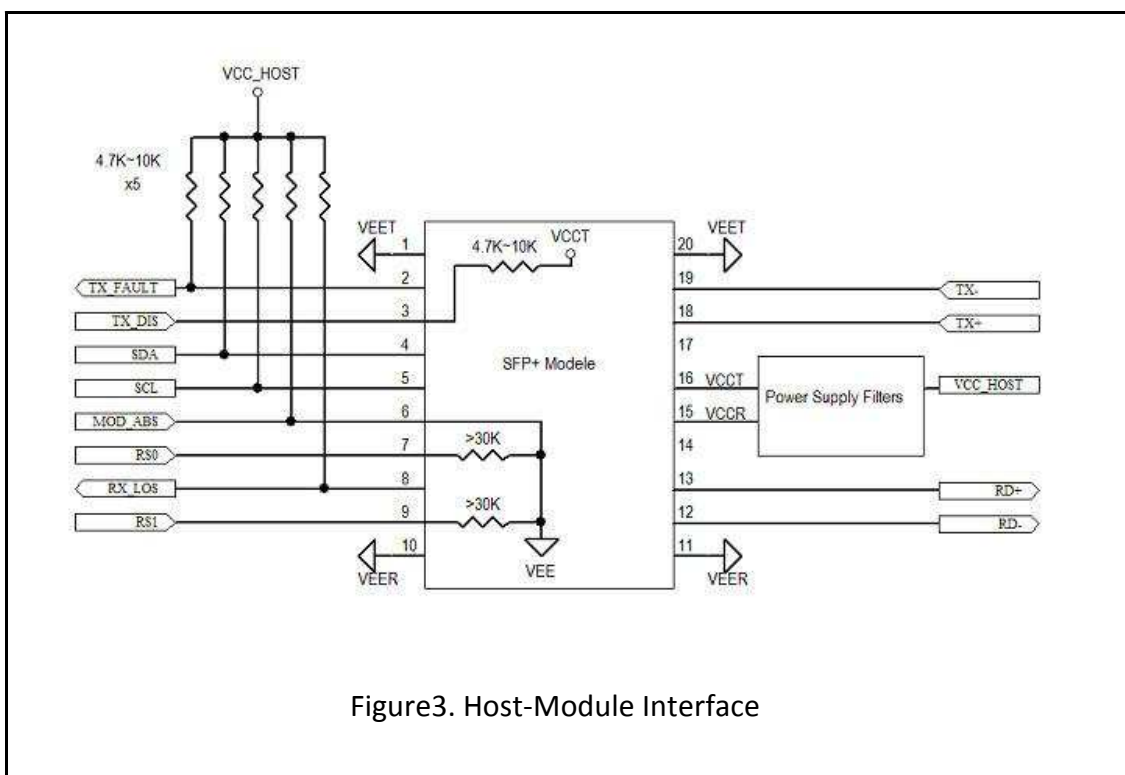 VCC_HOST
4.7K~10K
x5
VEET
1
4.7K~10K
VCCT
20
VEET
TX_FAULT
2
19
TX-
TX_DIS
3
18
TX+
SDA
4
17
SFP+ Modele
SCL
5
16
VCCT
Power Supply Filters
VCC_HOST
MOD_ABS
6
15
VCCR
RS0
7
>30K
14
RX_LOS
8
13
RD+
RS1
9
>30K
12
RD-
VEER
10
VEE
11
VEER
Figure3. Host-Module Interface